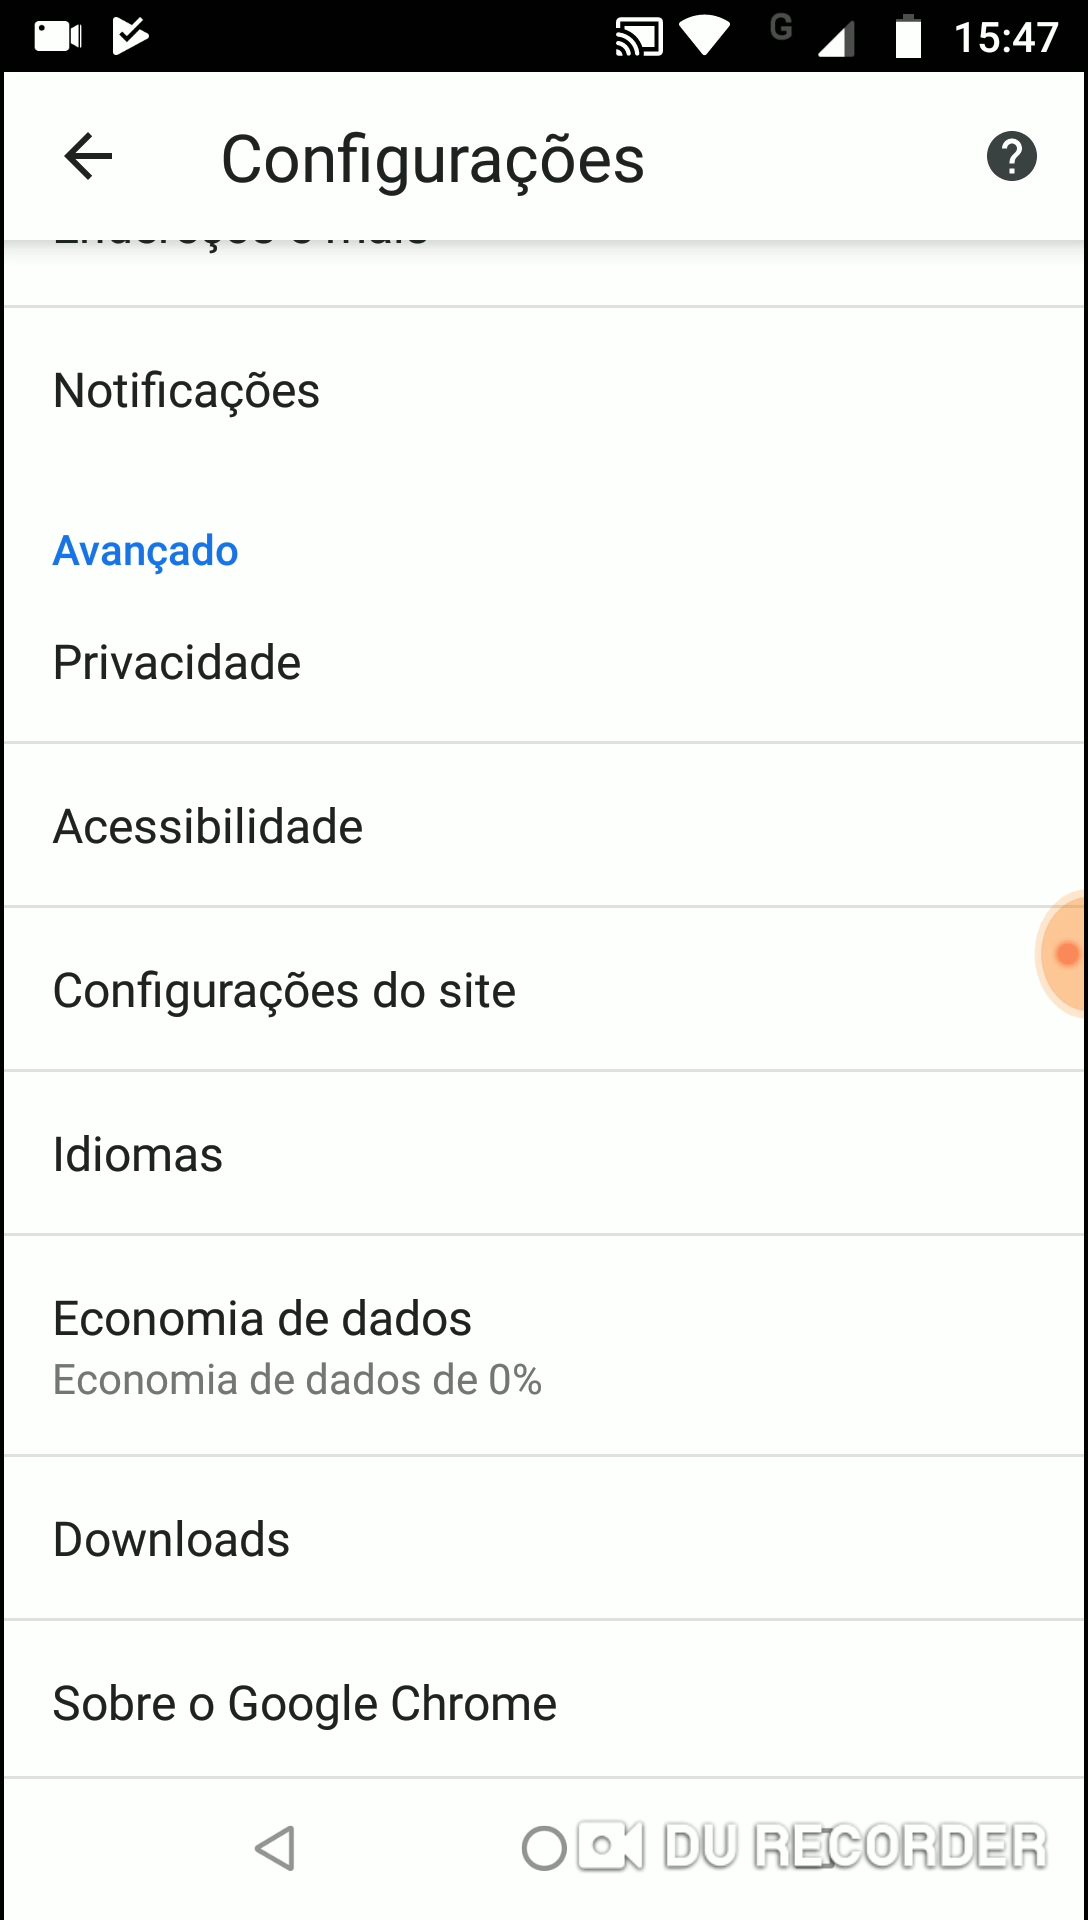 G 15:47
Configurações
Notificações
Avançado
Privacidade
Acessibilidade
Configurações do site
Idiomas
Economia de dados
Economia de dados de 0%
Downloads
Sobre o Google Chrome
DU RECORDER